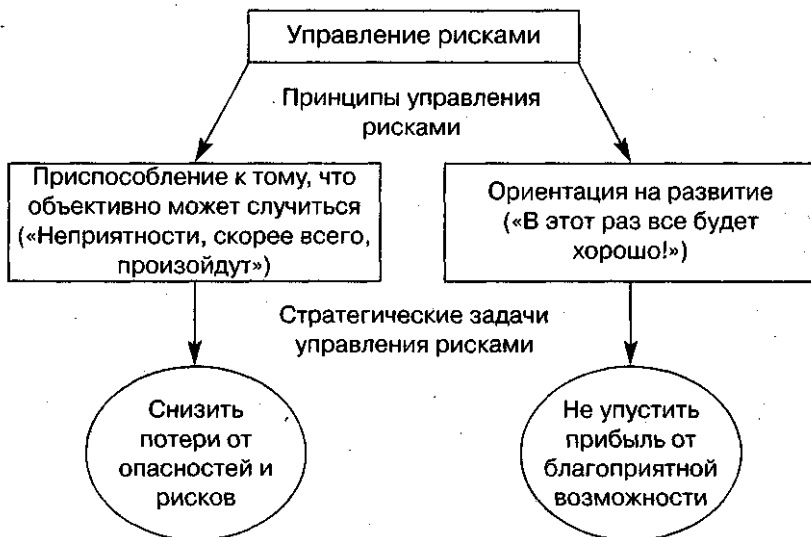 Управление рисками
Принципы управления
рисками
Приспособление к тому, что
объективно может случиться
(«Неприятности, скорее всего,
произойдут»)
Ориентация на развитие
(«В этот раз все будет
хорошо!»)
Стратегические задачи
управления рисками
Снизить
потери от
опасностей и
рисков
Не упустить
прибыль от
благоприятной
возможности